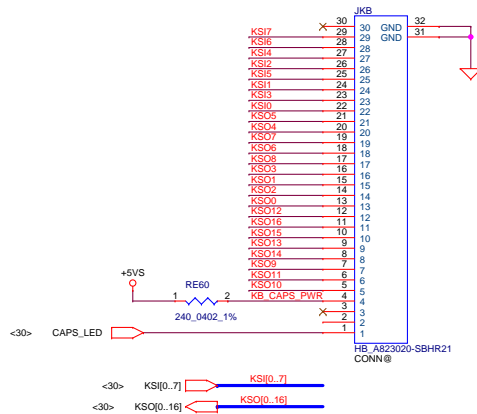 JKB
30 30 GND 32
KSI7 29 29 GND 31
KSI6 28 28
KSI4 27 27
KSI2 26 26
KSI5 25 25
KSI1 24 24
KSI3 23 23
KSI0 22 22
KSO5 21 21
KSO4 20 20
KSO7 19 19
KSO6 18 18
KSO8 17 17
KSO3 16 16
KSO1 15 15
KSO2 14 14
KSO0 13 13
KSO12 12 12
KSO16 11 11
KSO15 10 10
KSO13 9 9
KSO14 8 8
KSO9 7 7
KSO11 6 6
KSO10 5 5
+5VS
RE60
1 2 KB_CAPS_PWR 4 4
240_0402_1%
3 3
2 2
<30> CAPS_LED 1 1
HB_A823020-SBHR21
CONN@
<30> KSI[0..7] KSI[0..7]
<30> KSO[0..16] KSO[0..16]